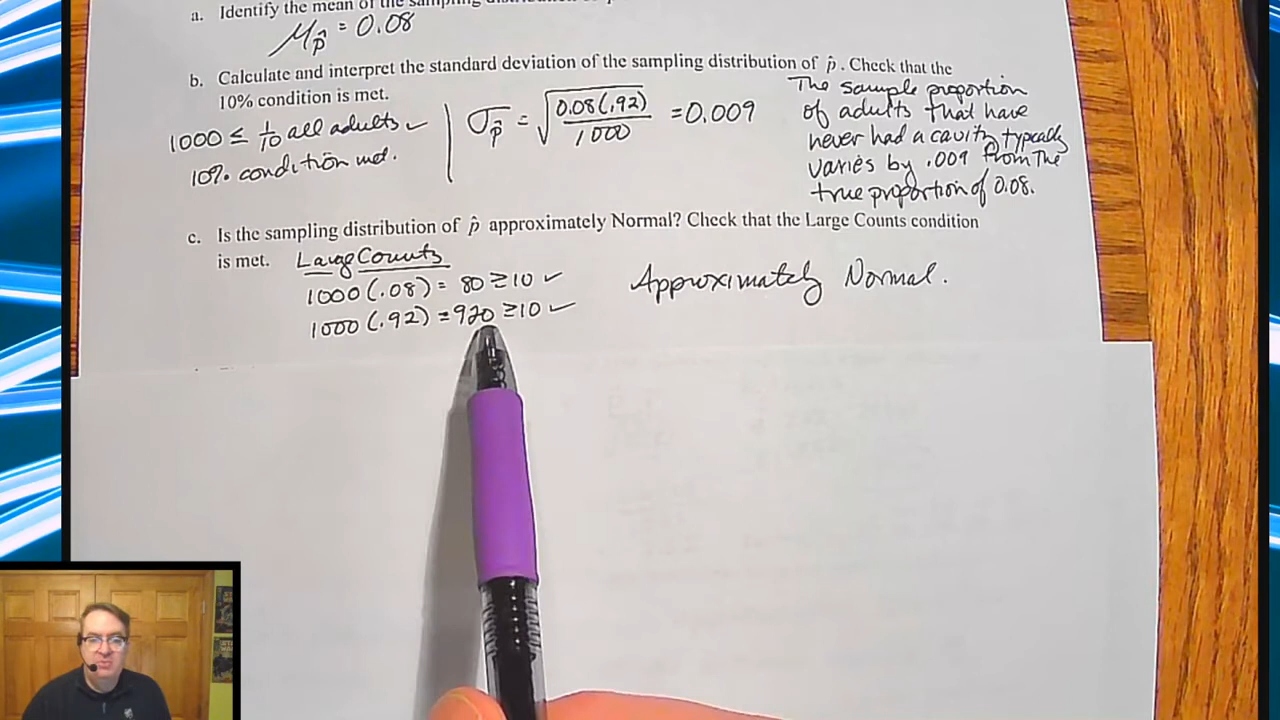 a. Identify the mean of the sampling distribution of
μp̂ = 0.08
b. Calculate and interpret the standard deviation of the sampling distribution of p̂. Check that the
10% condition is met.
1000 ≤ 1/10 all adults ✓
10% condition met.
σp̂ = √(0.08(.92)/1000) = 0.009
The sample proportion
of adults that have
never had a cavity typically
varies by .009 from the
true proportion of 0.08.
c. Is the sampling distribution of p̂ approximately Normal? Check that the Large Counts condition
is met.
Large Counts
1000(.08) = 80 ≥ 10 ✓
1000(.92) = 920 ≥ 10 ✓
Approximately Normal.